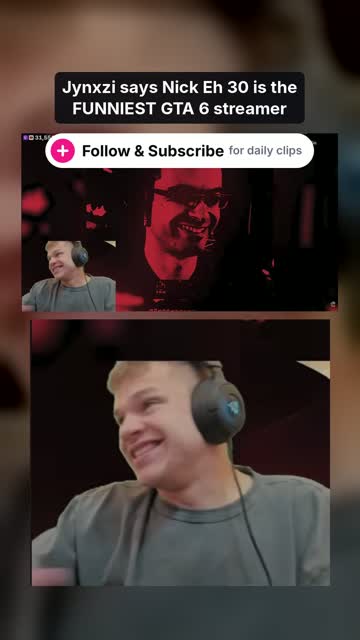 Jynxzi says Nick Eh 30 is the
FUNNIEST GTA 6 streamer
Follow & Subscribe for daily clips